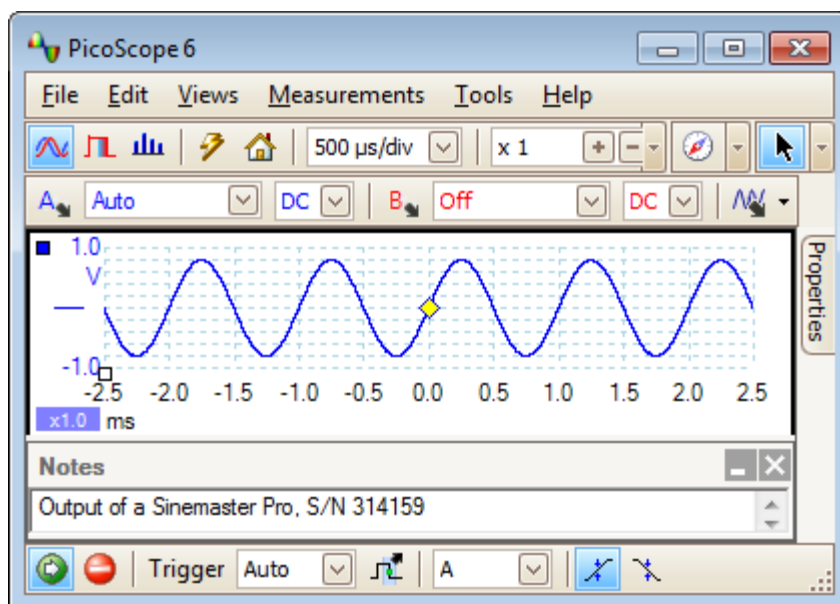 PicoScope 6
File Edit Views Measurements Tools Help
500 µs/div x 1
A Auto DC B Off DC
1.0
V
-1.0
-2.5 -2.0 -1.5 -1.0 -0.5 0.0 0.5 1.0 1.5 2.0 2.5
x1.0 ms
Properties
Notes
Output of a Sinemaster Pro, S/N 314159
Trigger Auto A